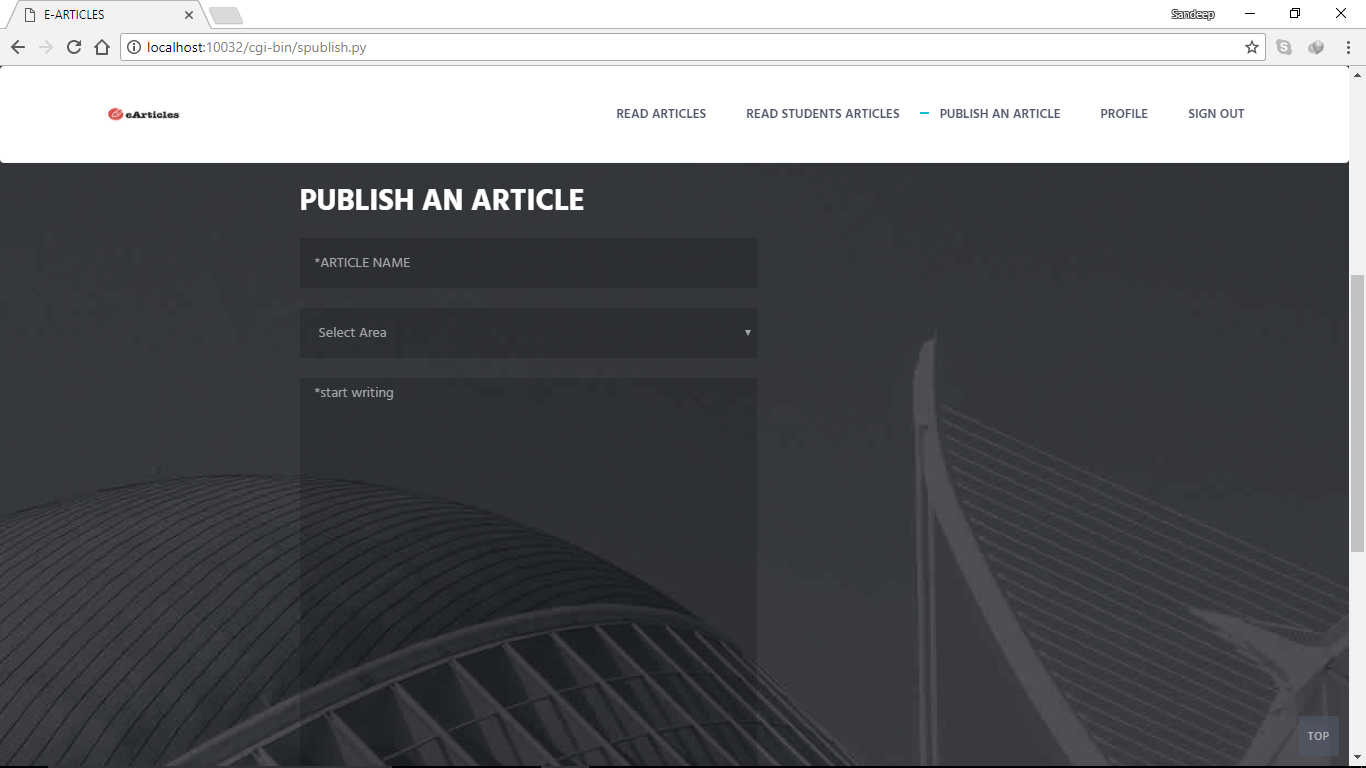 E-ARTICLES
Sandeep
localhost:10032/cgi-bin/spublish.py
eArticles
READ ARTICLES
READ STUDENTS ARTICLES
PUBLISH AN ARTICLE
PROFILE
SIGN OUT
PUBLISH AN ARTICLE
*ARTICLE NAME
Select Area
*start writing
TOP